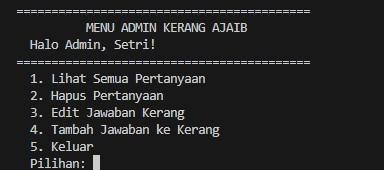 ==========================================
MENU ADMIN KERANG AJAIB
Halo Admin, Setri!
==========================================
1. Lihat Semua Pertanyaan
2. Hapus Pertanyaan
3. Edit Jawaban Kerang
4. Tambah Jawaban ke Kerang
5. Keluar
Pilihan: